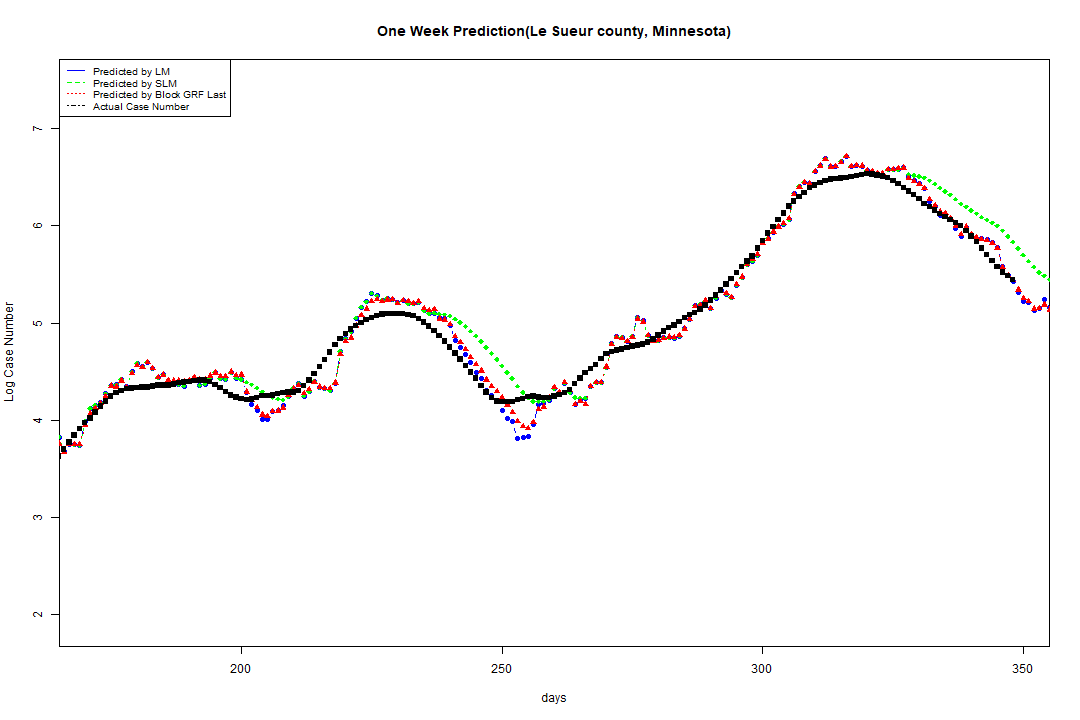 One Week Prediction(Le Sueur county, Minnesota)
Predicted by LM
Predicted by SLM
Predicted by Block GRF Last
Actual Case Number
Log Case Number
7
6
5
4
3
2
200 250 300 350
days